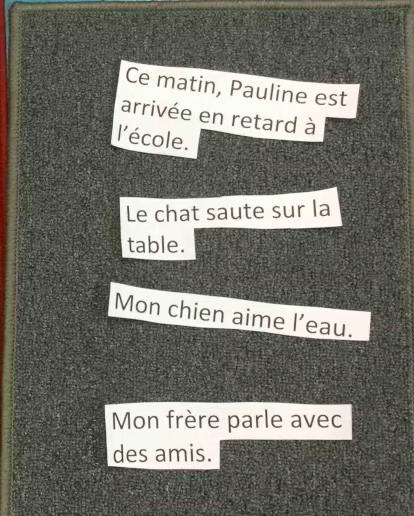 Ce matin, Pauline est
arrivée en retard à
l'école.
Le chat saute sur la
table.
Mon chien aime l'eau.
Mon frère parle avec
des amis.